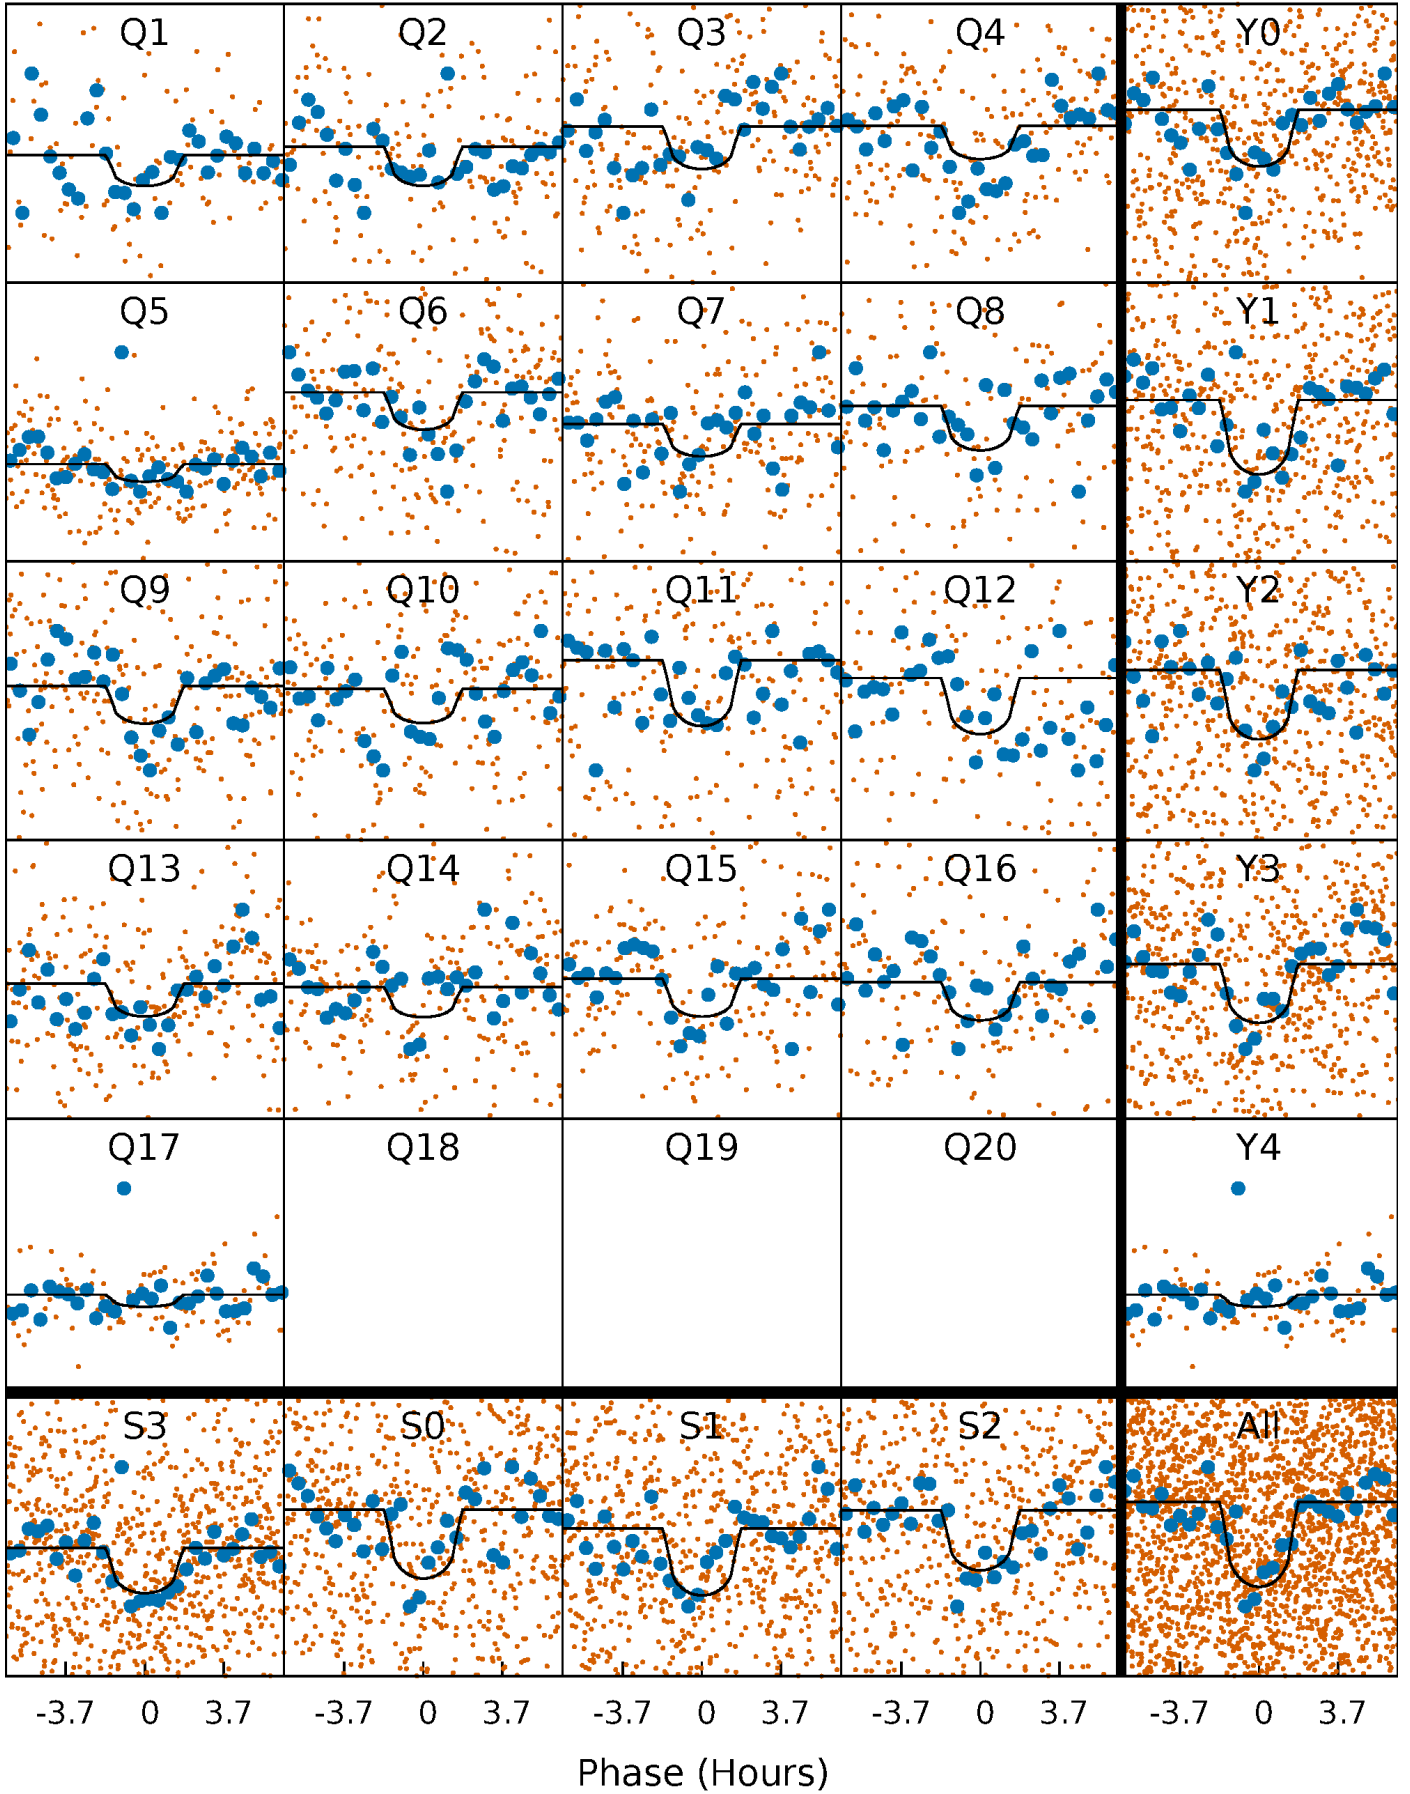 Q1 Q2 Q3 Q4 Y0
Q5 Q6 Q7 Q8 Y1
Q9 Q10 Q11 Q12 Y2
Q13 Q14 Q15 Q16 Y3
Q17 Q18 Q19 Q20 Y4
S3 S0 S1 S2 All
-3.7 0 3.7 -3.7 0 3.7 -3.7 0 3.7 -3.7 0 3.7 -3.7 0 3.7
Phase (Hours)